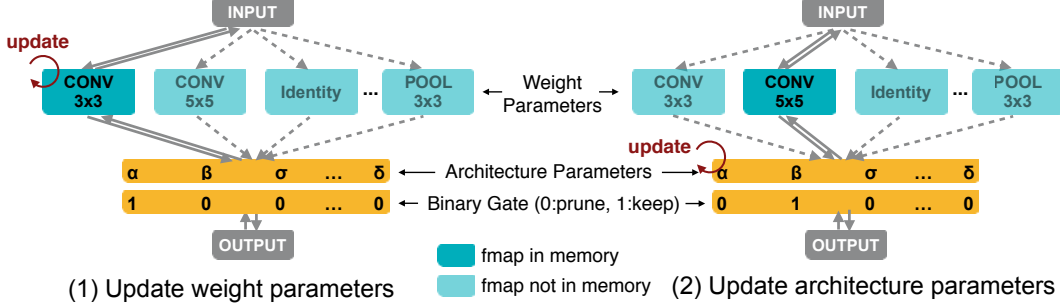 INPUT
update
CONV
3x3
CONV
5x5
Identity
...
POOL
3x3
Weight
Parameters
INPUT
CONV
3x3
CONV
5x5
Identity
...
POOL
3x3
α β σ ... δ
1 0 0 ... 0
OUTPUT
Architecture Parameters
Binary Gate (0:prune, 1:keep)
update
α β σ ... δ
0 1 0 ... 0
OUTPUT
fmap in memory
fmap not in memory
(1) Update weight parameters
(2) Update architecture parameters